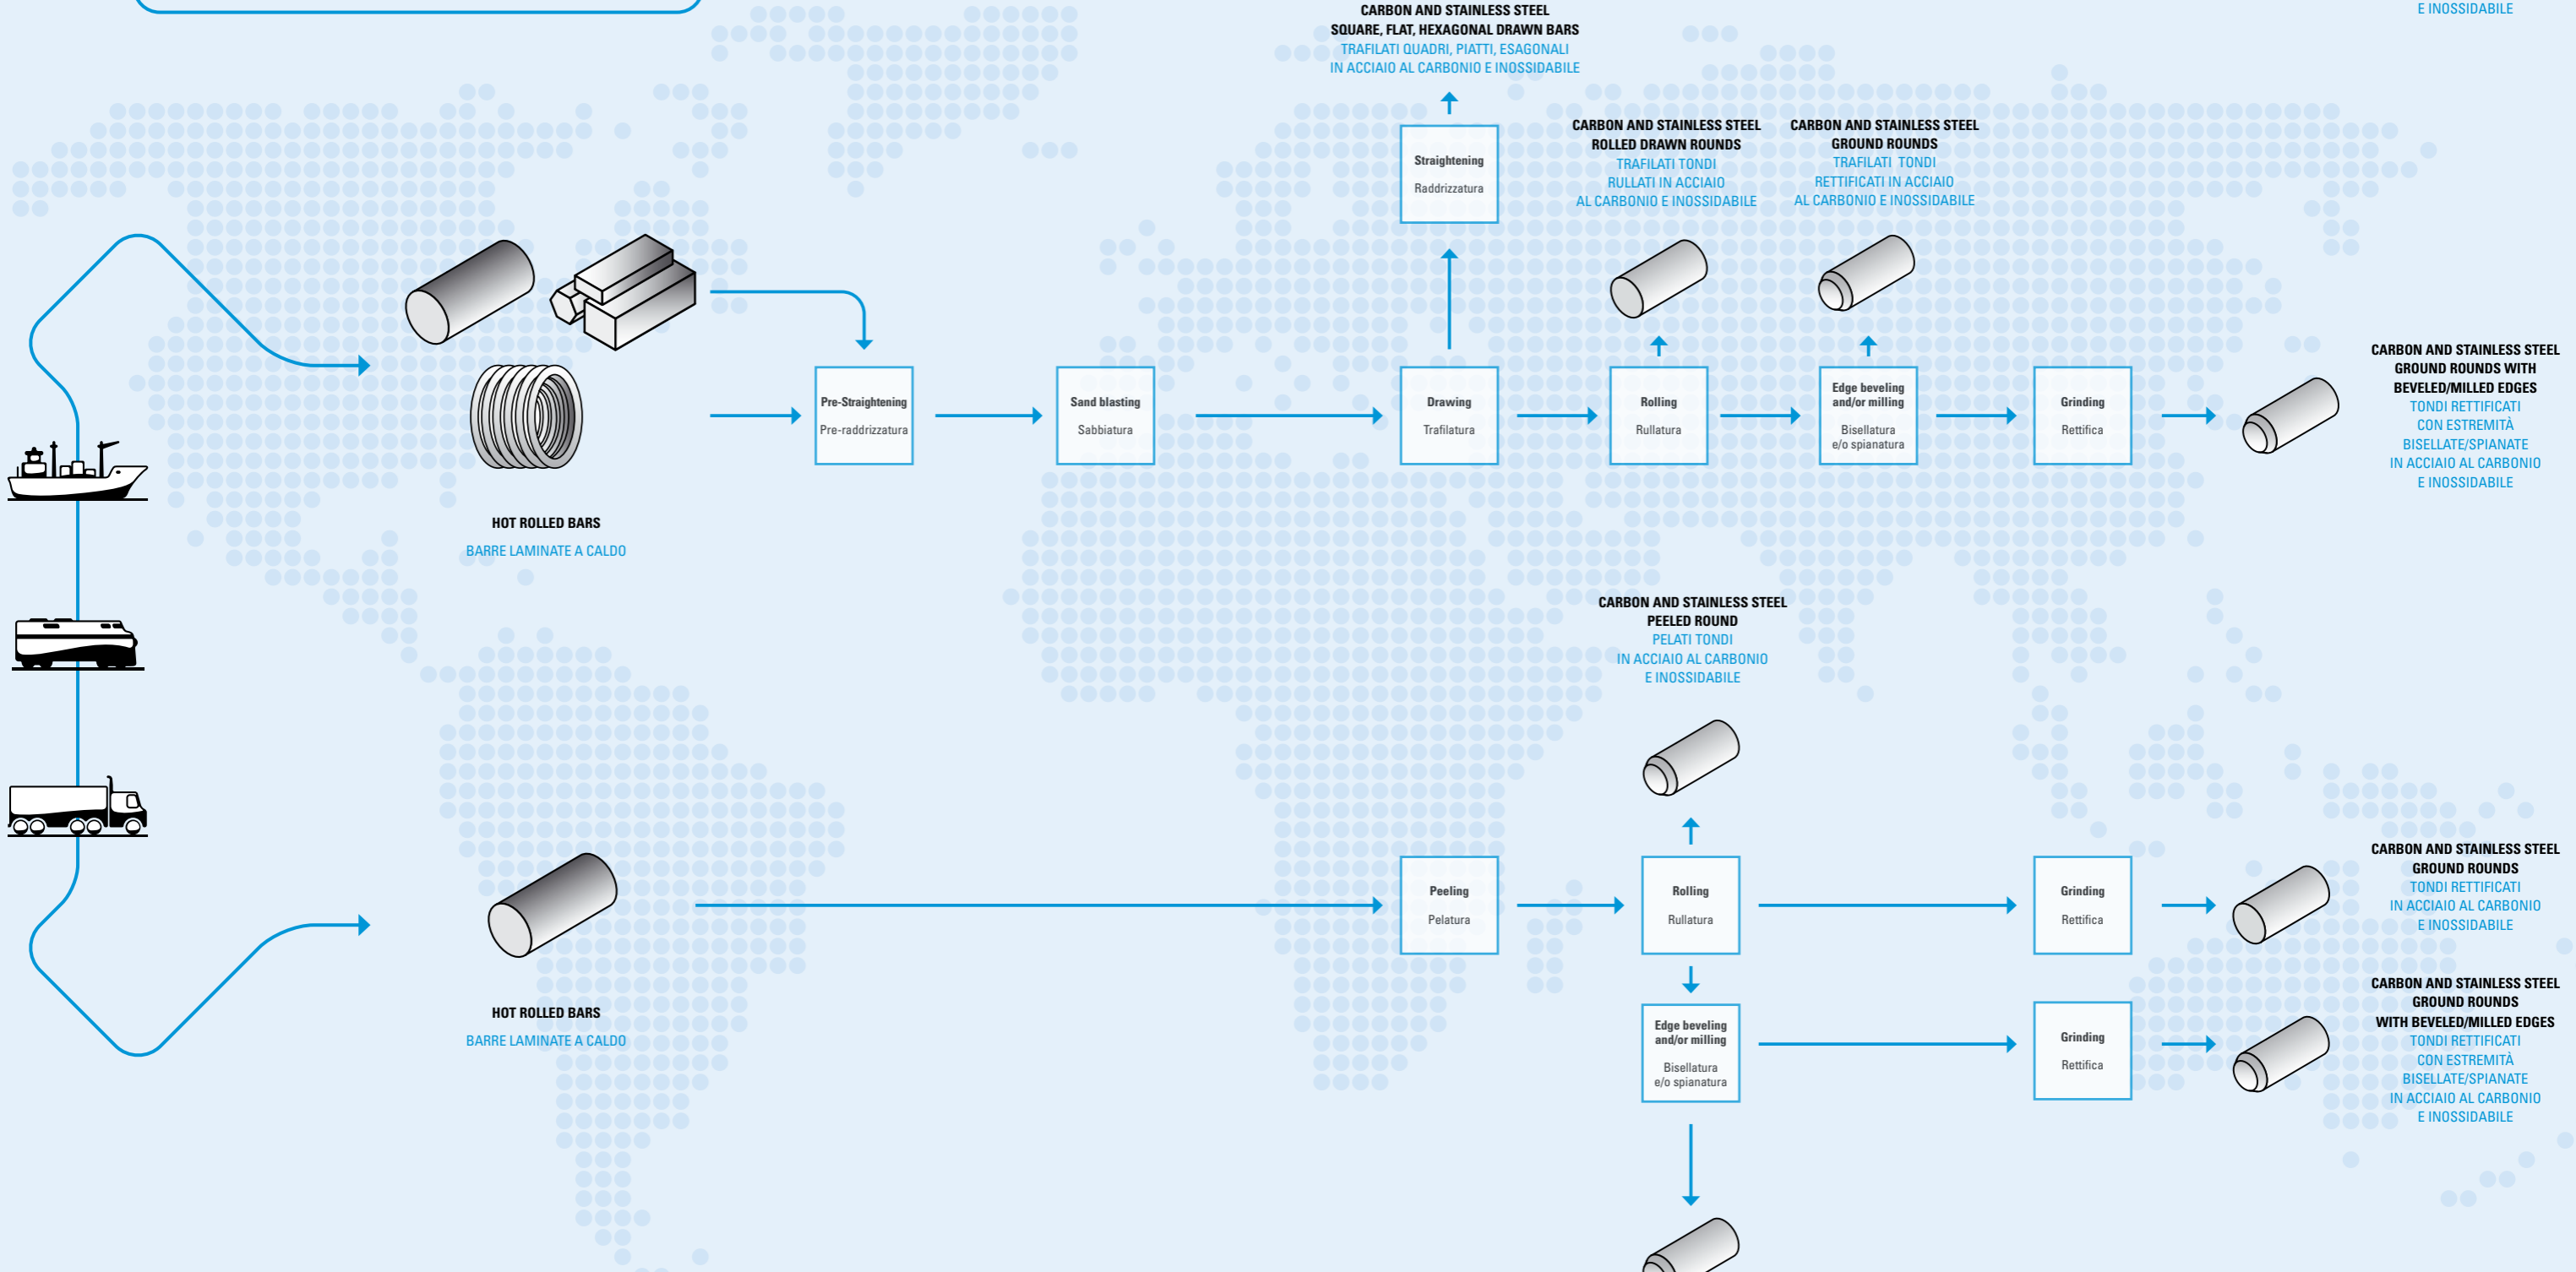 E INOSSIDABILE
CARBON AND STAINLESS STEEL
SQUARE, FLAT, HEXAGONAL DRAWN BARS
TRAFILATI QUADRI, PIATTI, ESAGONALI
IN ACCIAIO AL CARBONIO E INOSSIDABILE
Straightening
Raddrizzatura
CARBON AND STAINLESS STEEL
ROLLED DRAWN ROUNDS
TRAFILATI TONDI
RULLATI IN ACCIAIO
AL CARBONIO E INOSSIDABILE
CARBON AND STAINLESS STEEL
GROUND ROUNDS
TRAFILATI TONDI
RETTIFICATI IN ACCIAIO
AL CARBONIO E INOSSIDABILE
HOT ROLLED BARS
BARRE LAMINATE A CALDO
Pre-Straightening
Pre-raddrizzatura
Sand blasting
Sabbiatura
Drawing
Trafilatura
Rolling
Rullatura
Edge beveling
and/or milling
Bisellatura
e/o spianatura
Grinding
Rettifica
CARBON AND STAINLESS STEEL
GROUND ROUNDS WITH
BEVELED/MILLED EDGES
TONDI RETTIFICATI
CON ESTREMITÀ
BISELLATE/SPIANATE
IN ACCIAIO AL CARBONIO
E INOSSIDABILE
CARBON AND STAINLESS STEEL
PEELED ROUND
PELATI TONDI
IN ACCIAIO AL CARBONIO
E INOSSIDABILE
HOT ROLLED BARS
BARRE LAMINATE A CALDO
Peeling
Pelatura
Rolling
Rullatura
Grinding
Rettifica
CARBON AND STAINLESS STEEL
GROUND ROUNDS
TONDI RETTIFICATI
IN ACCIAIO AL CARBONIO
E INOSSIDABILE
Edge beveling
and/or milling
Bisellatura
e/o spianatura
Grinding
Rettifica
CARBON AND STAINLESS STEEL
GROUND ROUNDS
WITH BEVELED/MILLED EDGES
TONDI RETTIFICATI
CON ESTREMITÀ
BISELLATE/SPIANATE
IN ACCIAIO AL CARBONIO
E INOSSIDABILE